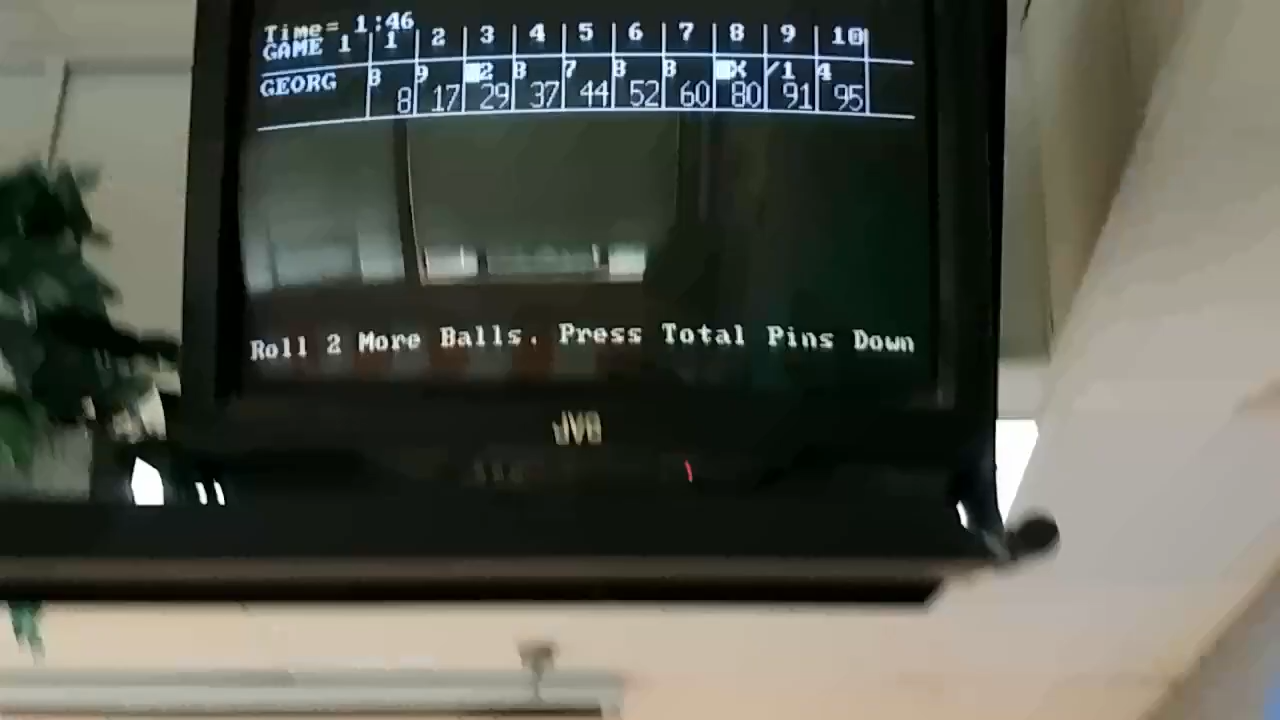 Time= 1:46
GAME 1 1 2 3 4 5 6 7 8 9 10
GEORG 8 9 2 8 7 8 8 X /1 4
8 17 29 37 44 52 60 80 91 95
Roll 2 More Balls. Press Total Pins Down
JVC